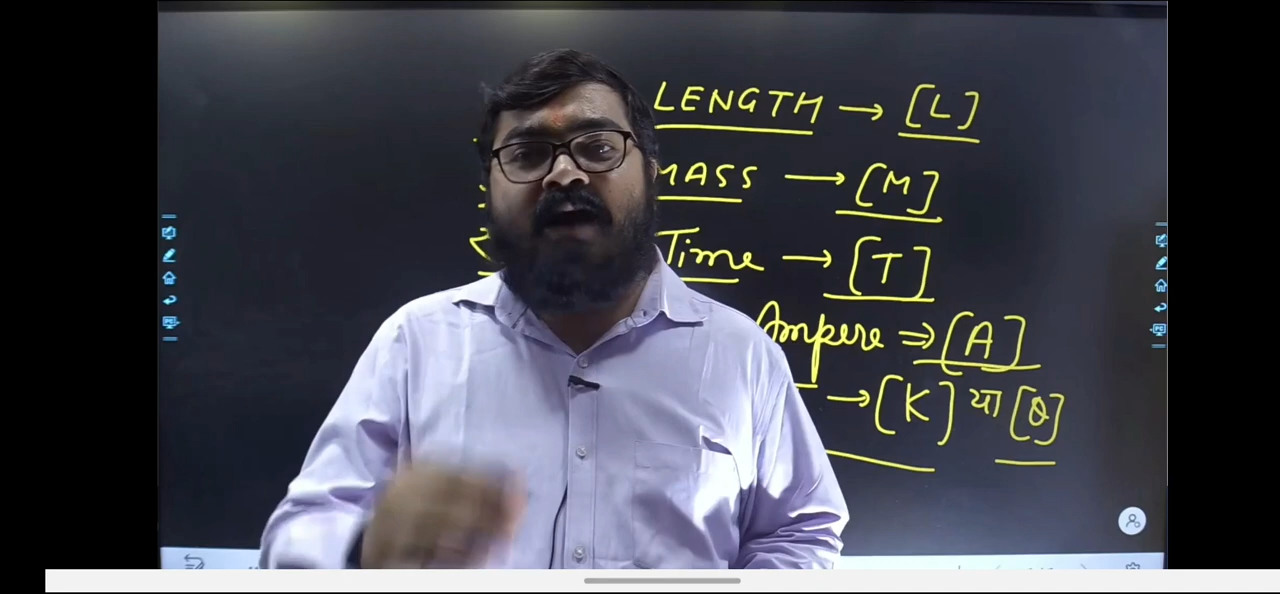 LENGTH → [L]
MASS → [M]
Time → [T]
Ampere ⇒ [A]
→ [K] या [θ]